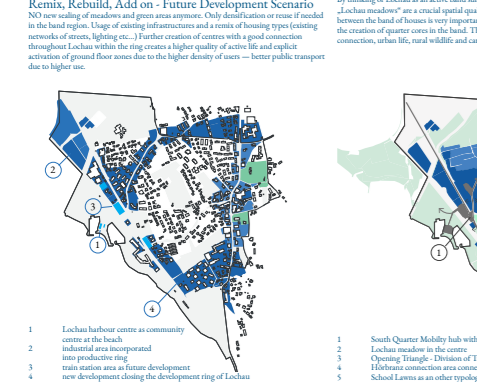 Remix, Rebuild, Add on - Future Development Scenario
NO new sealing of meadows and green areas anymore. Only densification or reuse if needed
in the band region. Usage of existing infrastructures and a remix of housing types (existing
networks of streets, lighting etc...) Further creation of centres with a good connection
throughout Lochau within the ring creates a higher quality of active life and explicit
activation of ground floor zones due to the higher density of users — better public transport
due to higher use.
2
3
1
4
1 Lochau harbour centre as community
centre at the beach
2 industrial area incorporated
into productive ring
3 train station area as future development
4 new development closing the development ring of Lochau
„Lochau meadows“ are a crucial spatial qua
between the band of houses is very importa
the creation of quarter cores in the band. Th
connection, urban life, rural wildlife and ca
1
1 South Quarter Mobilty hub with
2 Lochau meadow in the centre
3 Opening Triangle - Division of T
4 Hörbranz connection area conne
5 School Lawns as an other typolog